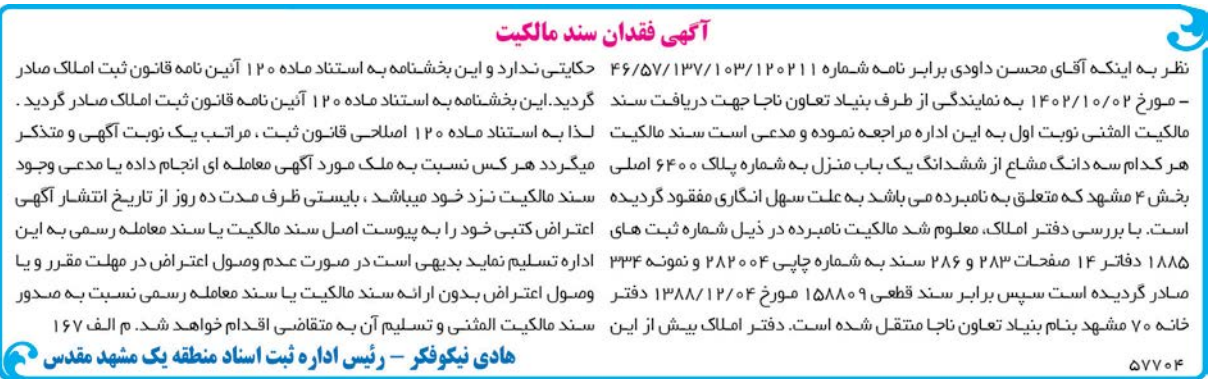 آگهی فقدان سند مالکیت
نظر به اینکه آقای محسن داودی برابر نامه شماره ۴۶/۵۷/۱۳۷/۱۰۳/۱۲۰۲۱۱
– مورخ ۱۴۰۲/۱۰/۰۲ به نمایندگی از طرف بنیاد تعاون ناجا جهت دریافت سند
مالکیت المثنی نوبت اول به این اداره مراجعه نموده و مدعی است سند مالکیت
هر کدام سه دانگ مشاع از ششدانگ یک باب منزل به شماره پلاک ۶۴۰۰ اصلی
بخش ۴ مشهد که متعلق به نامبرده می باشد به علت سهل انگاری مفقود گردیده
است. با بررسی دفتر املاک، معلوم شد مالکیت نامبرده در ذیل شماره ثبت های
۱۸۸۵ دفاتر ۱۴ صفحات ۲۸۳ و ۲۸۶ سند به شماره چاپی ۲۸۲۰۰۴ و نمونه ۳۳۴
صادر گردیده است سپس برابر سند قطعی ۱۵۸۸۰۹ مورخ ۱۳۸۸/۱۲/۰۴ دفتر
خانه ۷۰ مشهد بنام بنیاد تعاون ناجا منتقل شده است. دفتر املاک بیش از این
حکایتی ندارد و این بخشنامه به استناد ماده ۱۲۰ آئین نامه قانون ثبت املاک صادر
گردید.این بخشنامه به استناد ماده ۱۲۰ آئین نامه قانون ثبت املاک صادر گردید .
لذا به استناد ماده ۱۲۰ اصلاحی قانون ثبت ، مراتب یک نوبت آگهی و متذکر
میگردد هر کس نسبت به ملک مورد آگهی معامله ای انجام داده یا مدعی وجود
سند مالکیت نزد خود میباشد ، بایستی ظرف مدت ده روز از تاریخ انتشار آگهی
اعتراض کتبی خود را به پیوست اصل سند مالکیت یا سند معامله رسمی به این
اداره تسلیم نماید بدیهی است در صورت عدم وصول اعتراض در مهلت مقرر و یا
وصول اعتراض بدون ارائه سند مالکیت یا سند معامله رسمی نسبت به صدور
سند مالکیت المثنی و تسلیم آن به متقاضی اقدام خواهد شد. م الف ۱۶۷
هادی نیکوفکر – رئیس اداره ثبت اسناد منطقه یک مشهد مقدس
۵۷۷۰۴